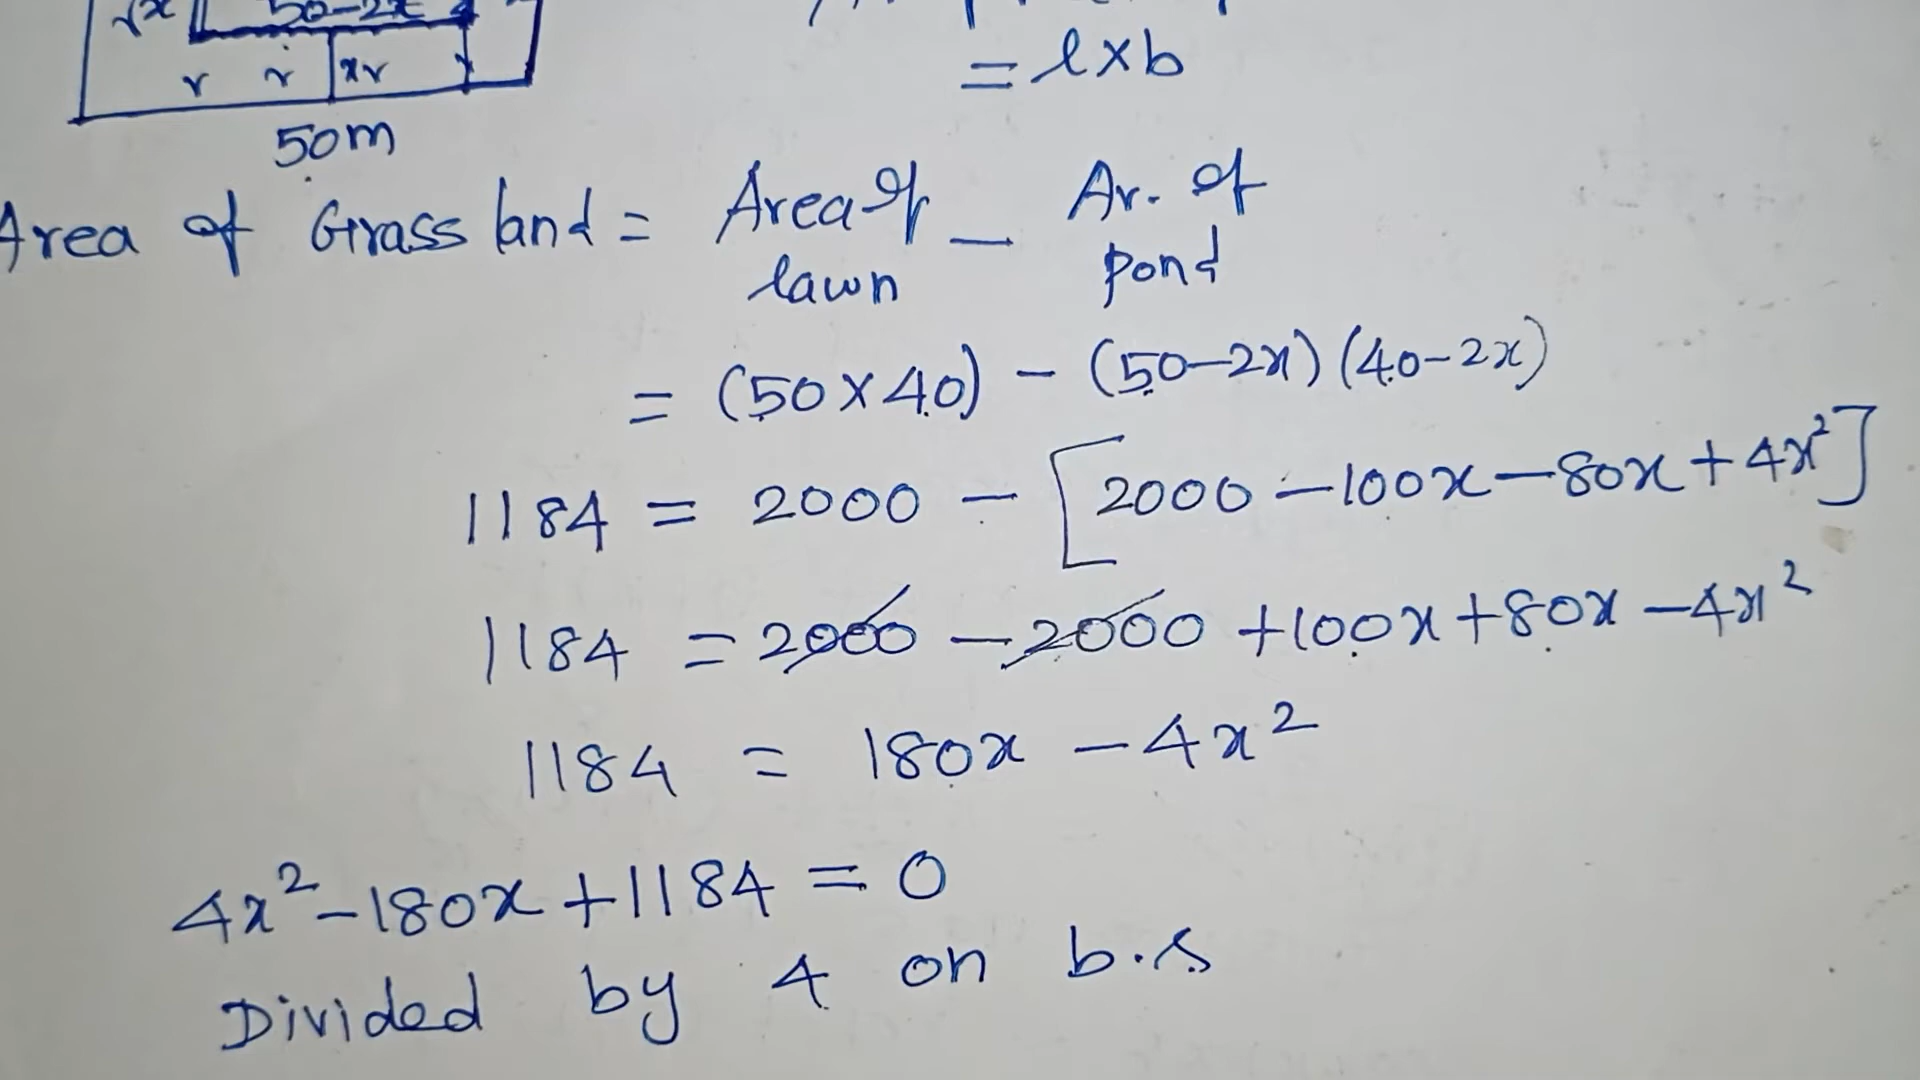 x 50-2x
x
50m
= l×b
Area of Grass land = Area of lawn - Ar. of pond
= (50×40) - (50-2x)(40-2x)
1184 = 2000 - [2000-100x-80x+4x²]
1184 = 2000 - 2000 +100x+80x-4x²
1184 = 180x - 4x²
4x²-180x+1184 = 0
Divided by 4 on b.s